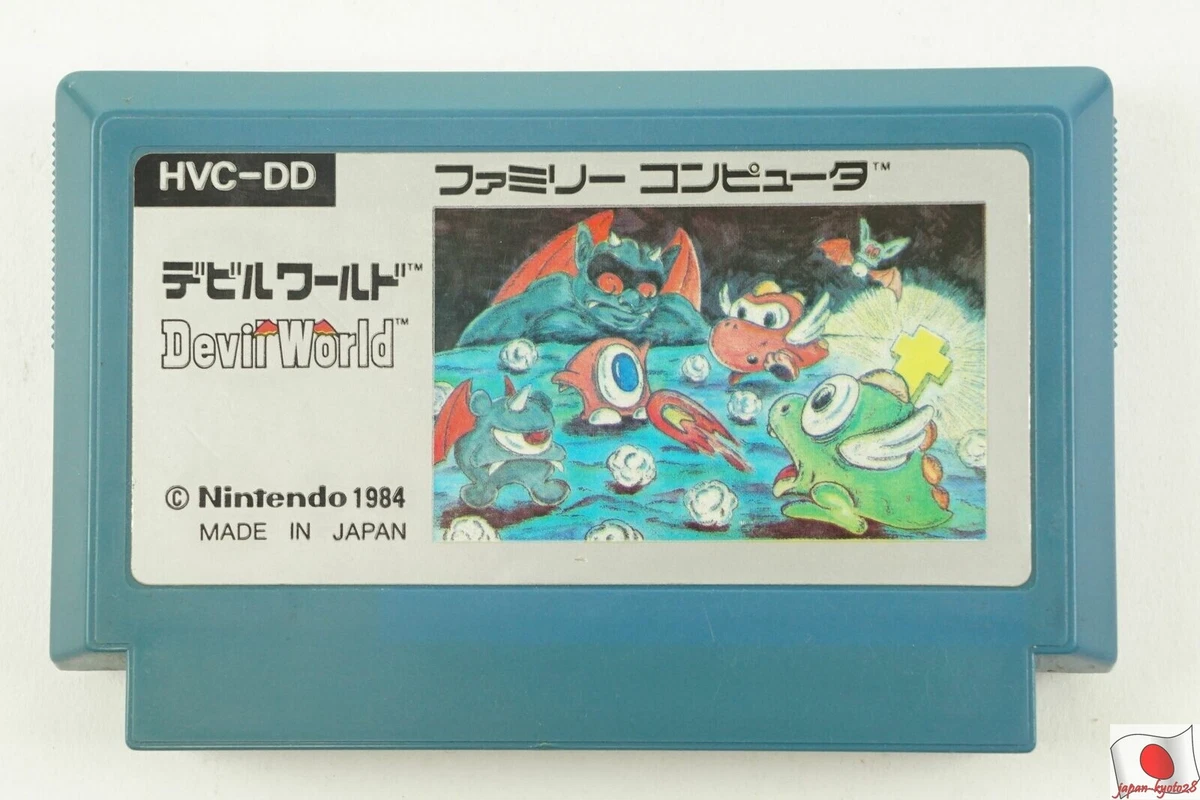 HVC-DD
ファミリー コンピュータ™
デビルワールド™
Devil World™
© Nintendo 1984
MADE IN JAPAN
japan-kyoto28